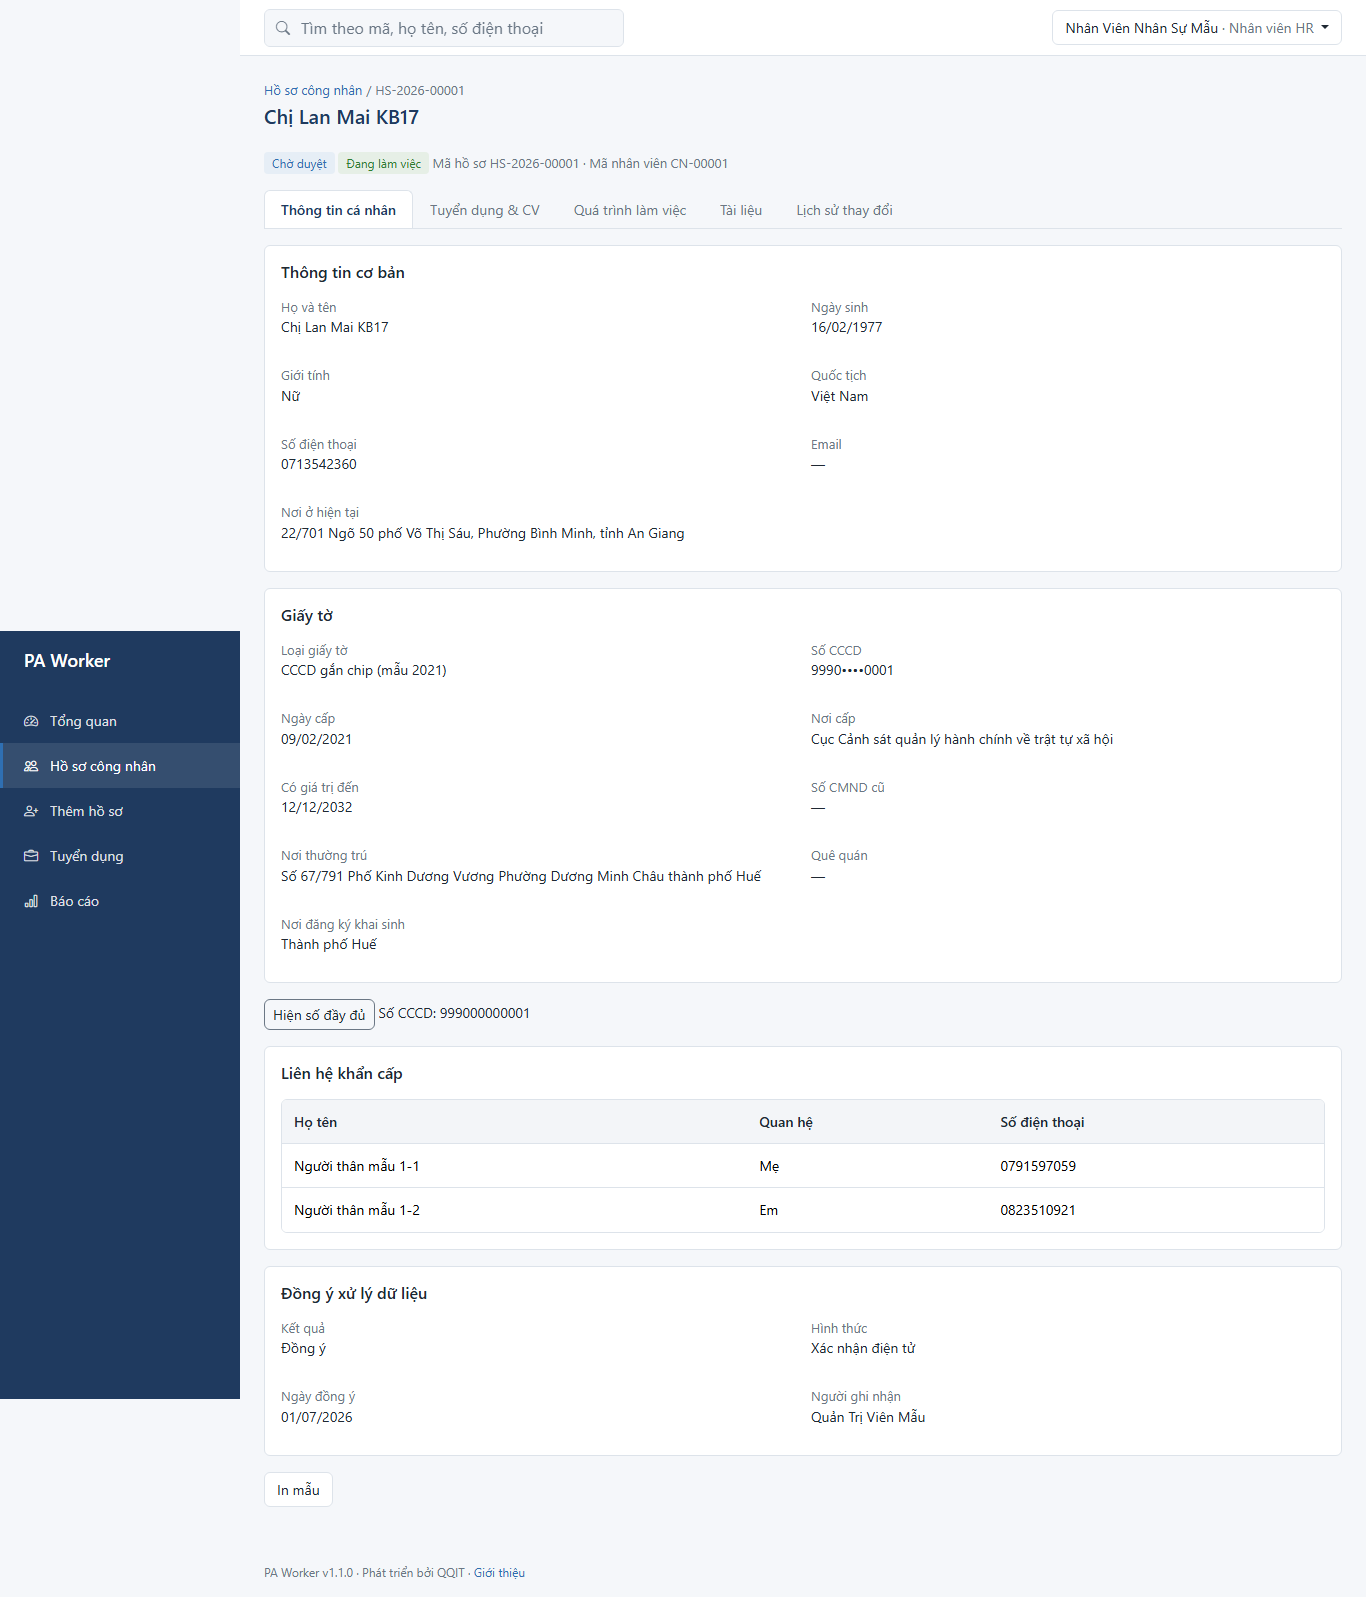 Tìm theo mã, họ tên, số điện thoại
Nhân Viên Nhân Sự Mẫu · Nhân viên HR
Hồ sơ công nhân / HS-2026-00001
Chị Lan Mai KB17
Chờ duyệt Đang làm việc Mã hồ sơ HS-2026-00001 · Mã nhân viên CN-00001
Thông tin cá nhân Tuyển dụng & CV Quá trình làm việc Tài liệu Lịch sử thay đổi
Thông tin cơ bản
Họ và tên Ngày sinh
Chị Lan Mai KB17 16/02/1977
Giới tính Quốc tịch
Nữ Việt Nam
Số điện thoại Email
0713542360 —
Nơi ở hiện tại
22/701 Ngõ 50 phố Võ Thị Sáu, Phường Bình Minh, tỉnh An Giang
Giấy tờ
Loại giấy tờ Số CCCD
CCCD gắn chip (mẫu 2021) 9990••••0001
Ngày cấp Nơi cấp
09/02/2021 Cục Cảnh sát quản lý hành chính về trật tự xã hội
Có giá trị đến Số CMND cũ
12/12/2032 —
Nơi thường trú Quê quán
Số 67/791 Phố Kinh Dương Vương Phường Dương Minh Châu thành phố Huế —
Nơi đăng ký khai sinh
Thành phố Huế
Hiện số đầy đủ Số CCCD: 999000000001
Liên hệ khẩn cấp
Họ tên Quan hệ Số điện thoại
Người thân mẫu 1-1 Mẹ 0791597059
Người thân mẫu 1-2 Em 0823510921
Đồng ý xử lý dữ liệu
Kết quả Hình thức
Đồng ý Xác nhận điện tử
Ngày đồng ý Người ghi nhận
01/07/2026 Quản Trị Viên Mẫu
In mẫu
PA Worker v1.1.0 · Phát triển bởi QQIT · Giới thiệu
PA Worker
Tổng quan
Hồ sơ công nhân
Thêm hồ sơ
Tuyển dụng
Báo cáo